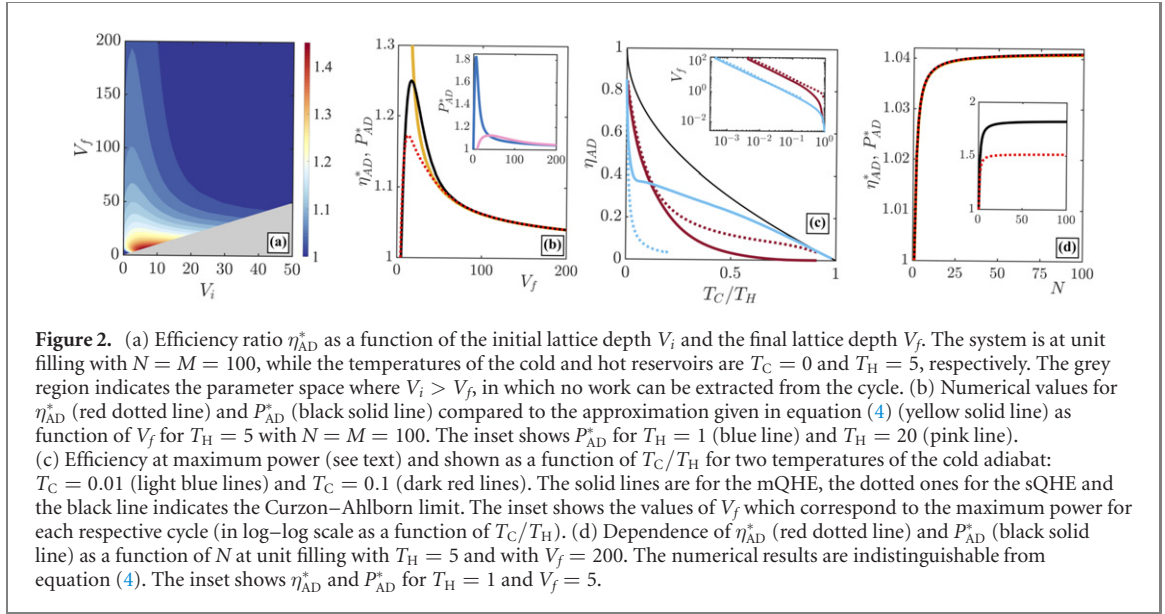 200
150
100
50
0
V_f
0 10 20 30 40 50
V_i
1.4
1.3
1.2
1.1
1
(a)
1.3
1.2
1.1
1
η*_AD, P*_AD
100 200
V_f
1.8
1.6
1.4
1.2
1
P*_AD
0 100 200
(b)
1
0.8
0.6
0.4
0.2
0
η_AD
0 0.5 1
T_C/T_H
10^2
10^0
10^-2
V_f
10^-3 10^-2 10^-1 10^0
(c)
1.04
1.03
1.02
1.01
1
η*_AD, P*_AD
0 25 50 75 100
N
2
1.5
1
0 50 100
(d)
Figure 2. (a) Efficiency ratio η*_AD as a function of the initial lattice depth V_i and the final lattice depth V_f. The system is at unit
filling with N = M = 100, while the temperatures of the cold and hot reservoirs are T_C = 0 and T_H = 5, respectively. The grey
region indicates the parameter space where V_i > V_f, in which no work can be extracted from the cycle. (b) Numerical values for
η*_AD (red dotted line) and P*_AD (black solid line) compared to the approximation given in equation (4) (yellow solid line) as
function of V_f for T_H = 5 with N = M = 100. The inset shows P*_AD for T_H = 1 (blue line) and T_H = 20 (pink line).
(c) Efficiency at maximum power (see text) and shown as a function of T_C/T_H for two temperatures of the cold adiabat:
T_C = 0.01 (light blue lines) and T_C = 0.1 (dark red lines). The solid lines are for the mQHE, the dotted ones for the sQHE and
the black line indicates the Curzon–Ahlborn limit. The inset shows the values of V_f which correspond to the maximum power for
each respective cycle (in log–log scale as a function of T_C/T_H). (d) Dependence of η*_AD (red dotted line) and P*_AD (black solid
line) as a function of N at unit filling with T_H = 5 and with V_f = 200. The numerical results are indistinguishable from
equation (4). The inset shows η*_AD and P*_AD for T_H = 1 and V_f = 5.